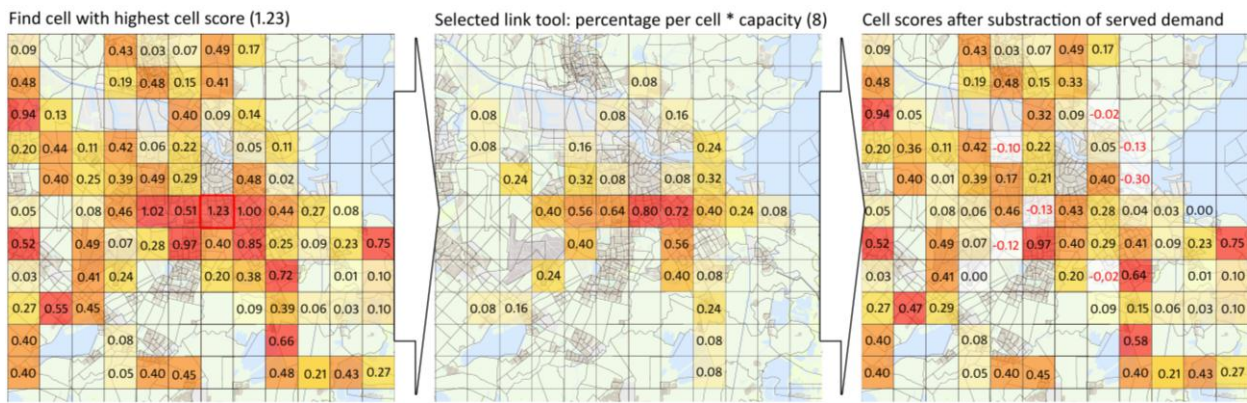 Find cell with highest cell score (1.23)
0.09 0.43 0.03 0.07 0.49 0.17
0.48 0.19 0.48 0.15 0.41
0.94 0.13 0.40 0.09 0.14
0.20 0.44 0.11 0.42 0.06 0.22 0.05 0.11
0.40 0.25 0.39 0.49 0.29 0.48 0.02
0.05 0.08 0.46 1.02 0.51 1.23 1.00 0.44 0.27 0.08
0.52 0.49 0.07 0.28 0.97 0.40 0.85 0.25 0.09 0.23 0.75
0.03 0.41 0.24 0.20 0.38 0.72 0.01 0.10
0.27 0.55 0.45 0.09 0.39 0.06 0.03 0.10
0.40 0.08 0.66
0.40 0.05 0.40 0.45 0.48 0.21 0.43 0.27
Selected link tool: percentage per cell * capacity (8)
0.08
0.08 0.08 0.16
0.08 0.16 0.24
0.24 0.32 0.08 0.08 0.32
0.40 0.56 0.64 0.80 0.72 0.40 0.24 0.08
0.40 0.56
0.24 0.40 0.08
0.08 0.16 0.24
0.08
0.08
Cell scores after substraction of served demand
0.09 0.43 0.03 0.07 0.49 0.17
0.48 0.19 0.48 0.15 0.33
0.94 0.05 0.32 0.09 -0.02
0.20 0.36 0.11 0.42 -0.10 0.22 0.05 -0.13
0.40 0.01 0.39 0.17 0.21 0.40 -0.30
0.05 0.08 0.06 0.46 -0.13 0.43 0.28 0.04 0.03 0.00
0.52 0.49 0.07 -0.12 0.97 0.40 0.29 0.41 0.09 0.23 0.75
0.03 0.41 0.00 0.20 -0.02 0.64 0.01 0.10
0.27 0.47 0.29 0.09 0.15 0.06 0.03 0.10
0.40 0.08 0.58
0.40 0.05 0.40 0.45 0.40 0.21 0.43 0.27